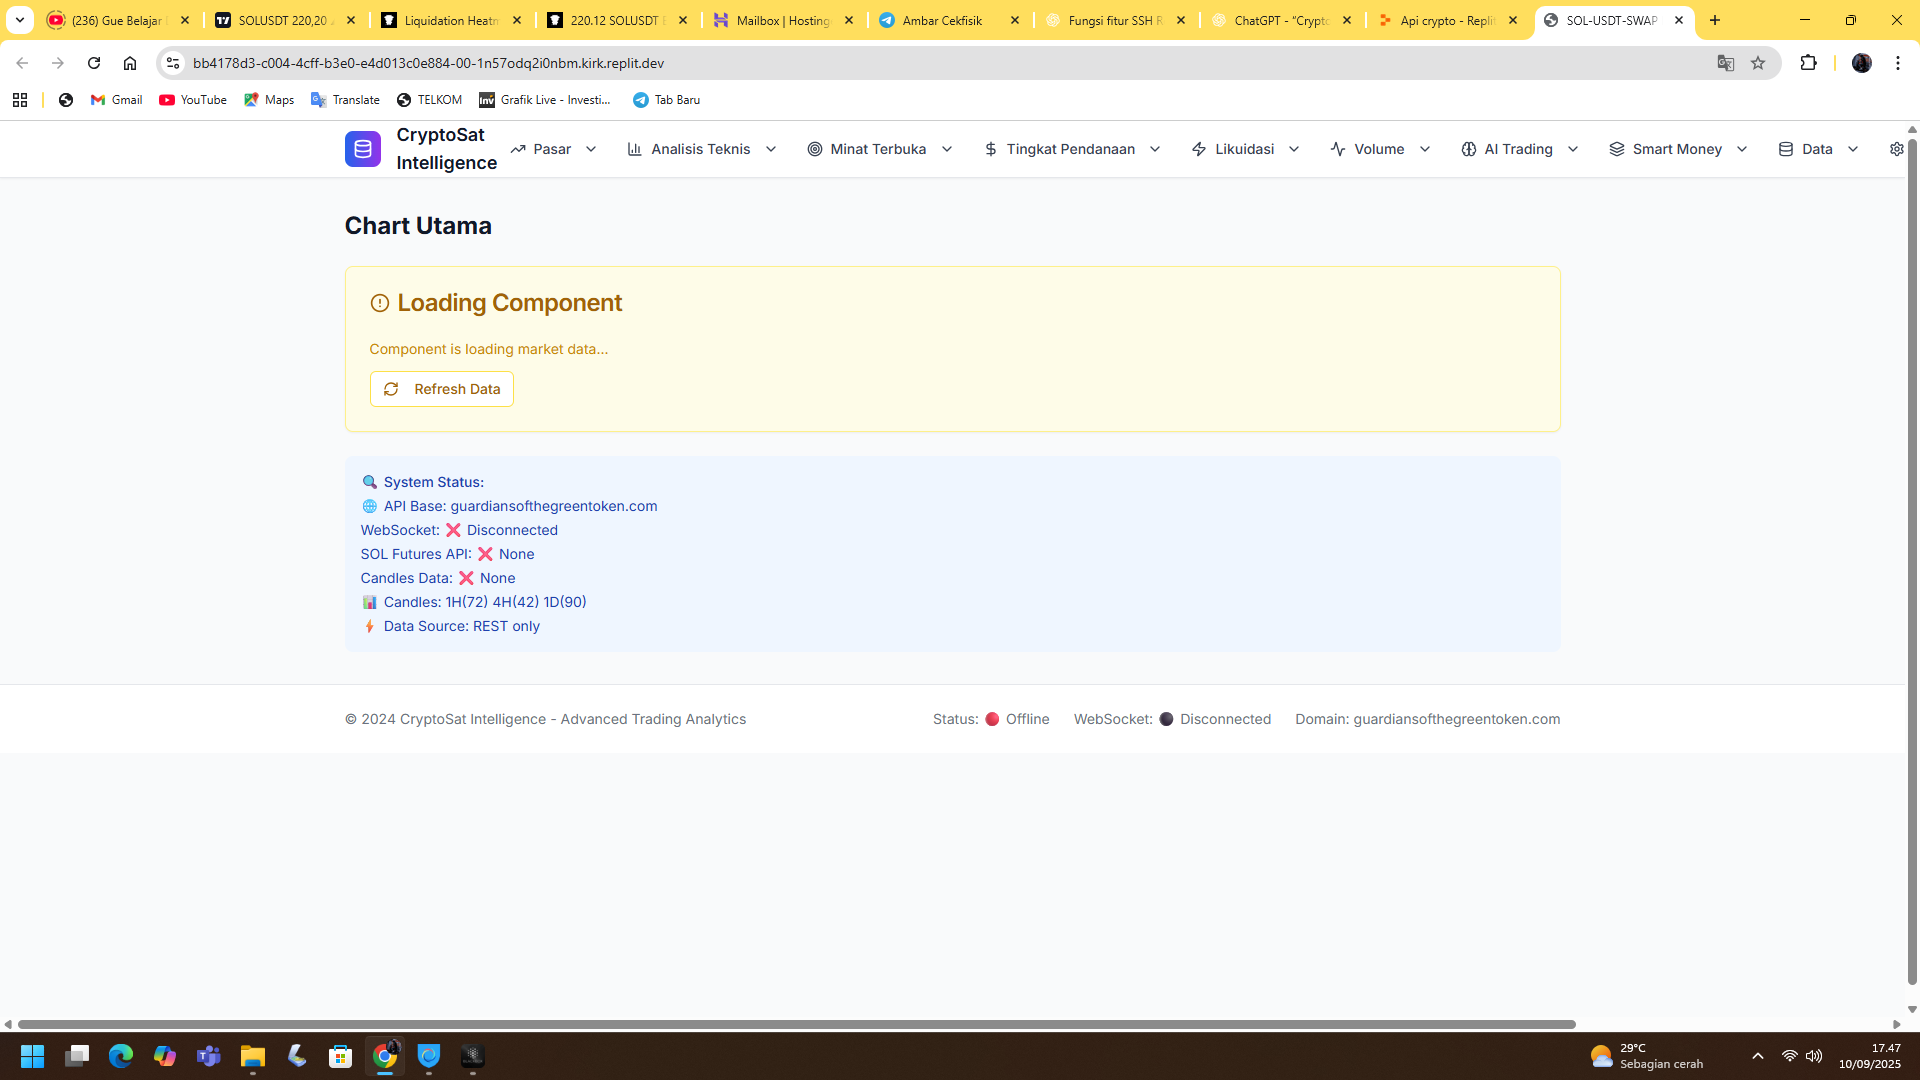 (236) Gue Belajar
SOLUSDT 220,20
Liquidation Heatm
220.12 SOLUSDT
Mailbox | Hosting
Ambar Cekfisik
Fungsi fitur SSH R
ChatGPT - "Crypto
Api crypto - Replit
SOL-USDT-SWAP
bb4178d3-c004-4cff-b3e0-e4d013c0e884-00-1n57odq2i0nbm.kirk.replit.dev
Gmail
YouTube
Maps
Translate
TELKOM
Grafik Live - Investi...
Tab Baru
CryptoSat
Intelligence
Pasar
Analisis Teknis
Minat Terbuka
Tingkat Pendanaan
Likuidasi
Volume
AI Trading
Smart Money
Data
Chart Utama
Loading Component
Component is loading market data...
Refresh Data
System Status:
API Base: guardiansofthegreentoken.com
WebSocket: ❌ Disconnected
SOL Futures API: ❌ None
Candles Data: ❌ None
Candles: 1H(72) 4H(42) 1D(90)
Data Source: REST only
© 2024 CryptoSat Intelligence - Advanced Trading Analytics
Status: 🔴 Offline
WebSocket: ⚫ Disconnected
Domain: guardiansofthegreentoken.com
29°C
Sebagian cerah
17.47
10/09/2025